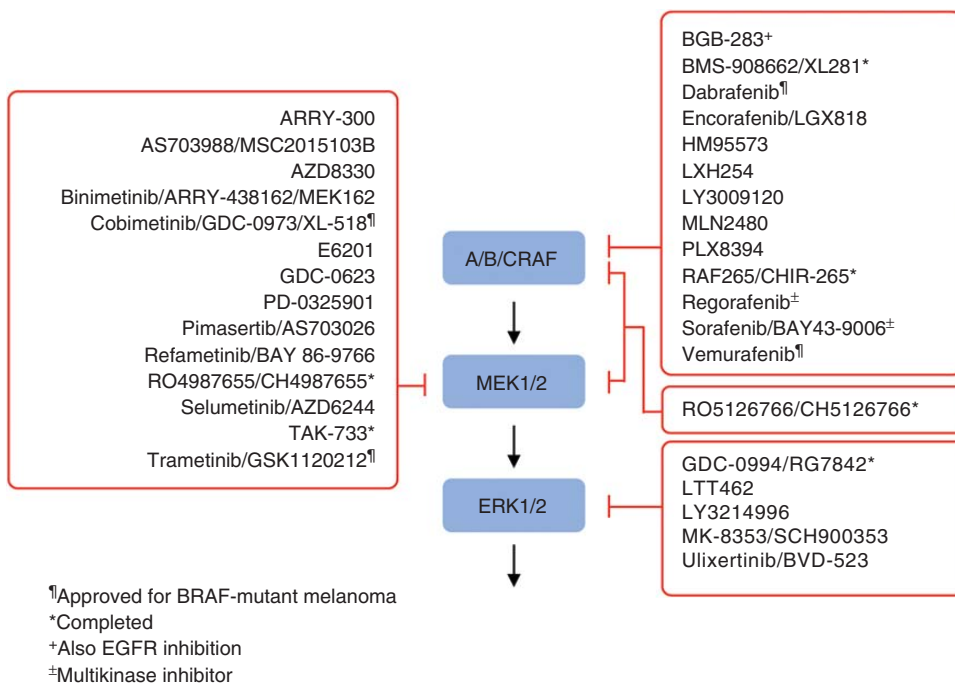 ARRY-300
AS703988/MSC2015103B
AZD8330
Binimetinib/ARRY-438162/MEK162
Cobimetinib/GDC-0973/XL-518¶
E6201
GDC-0623
PD-0325901
Pimasertib/AS703026
Refametinib/BAY 86-9766
RO4987655/CH4987655*
Selumetinib/AZD6244
TAK-733*
Trametinib/GSK1120212¶
A/B/CRAF
MEK1/2
ERK1/2
BGB-283+
BMS-908662/XL281*
Dabrafenib¶
Encorafenib/LGX818
HM95573
LXH254
LY3009120
MLN2480
PLX8394
RAF265/CHIR-265*
Regorafenib±
Sorafenib/BAY43-9006±
Vemurafenib¶
RO5126766/CH5126766*
GDC-0994/RG7842*
LTT462
LY3214996
MK-8353/SCH900353
Ulixertinib/BVD-523
¶Approved for BRAF-mutant melanoma
*Completed
+Also EGFR inhibition
±Multikinase inhibitor